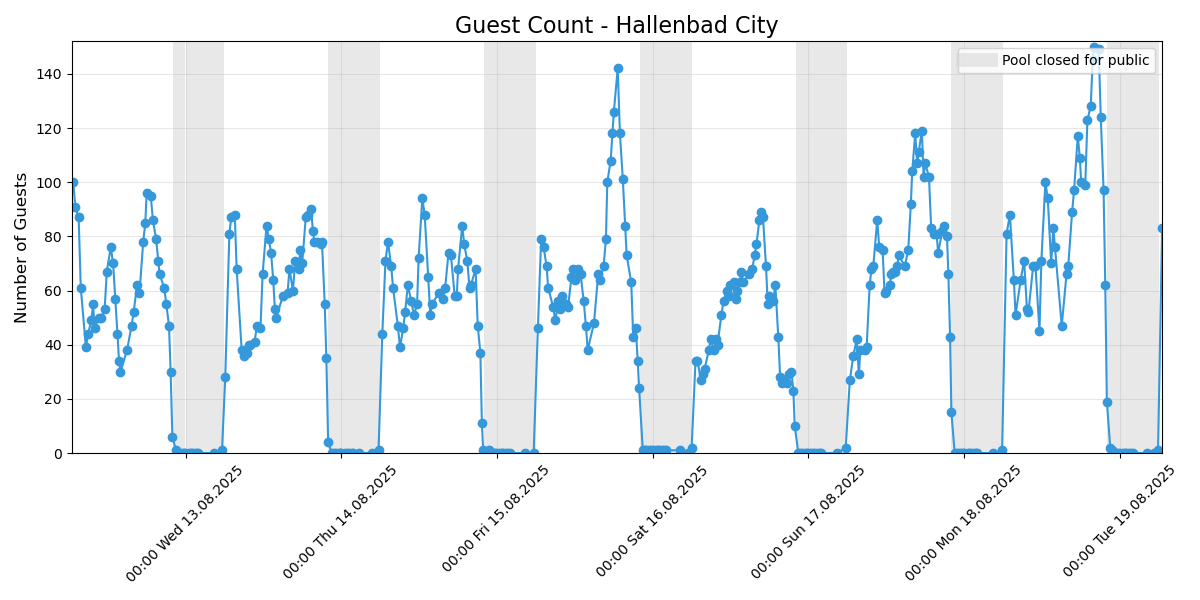 Guest Count - Hallenbad City
Pool closed for public
Number of Guests
140
120
100
80
60
40
20
0
00:00 Wed 13.08.2025
00:00 Thu 14.08.2025
00:00 Fri 15.08.2025
00:00 Sat 16.08.2025
00:00 Sun 17.08.2025
00:00 Mon 18.08.2025
00:00 Tue 19.08.2025